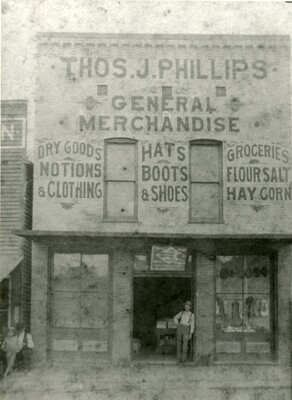 THOS. J. PHILLIPS
GENERAL
MERCHANDISE
DRY GOODS
NOTIONS
& CLOTHING
HATS
BOOTS
& SHOES
GROCERIES
FLOUR SALT
HAY CORN
N